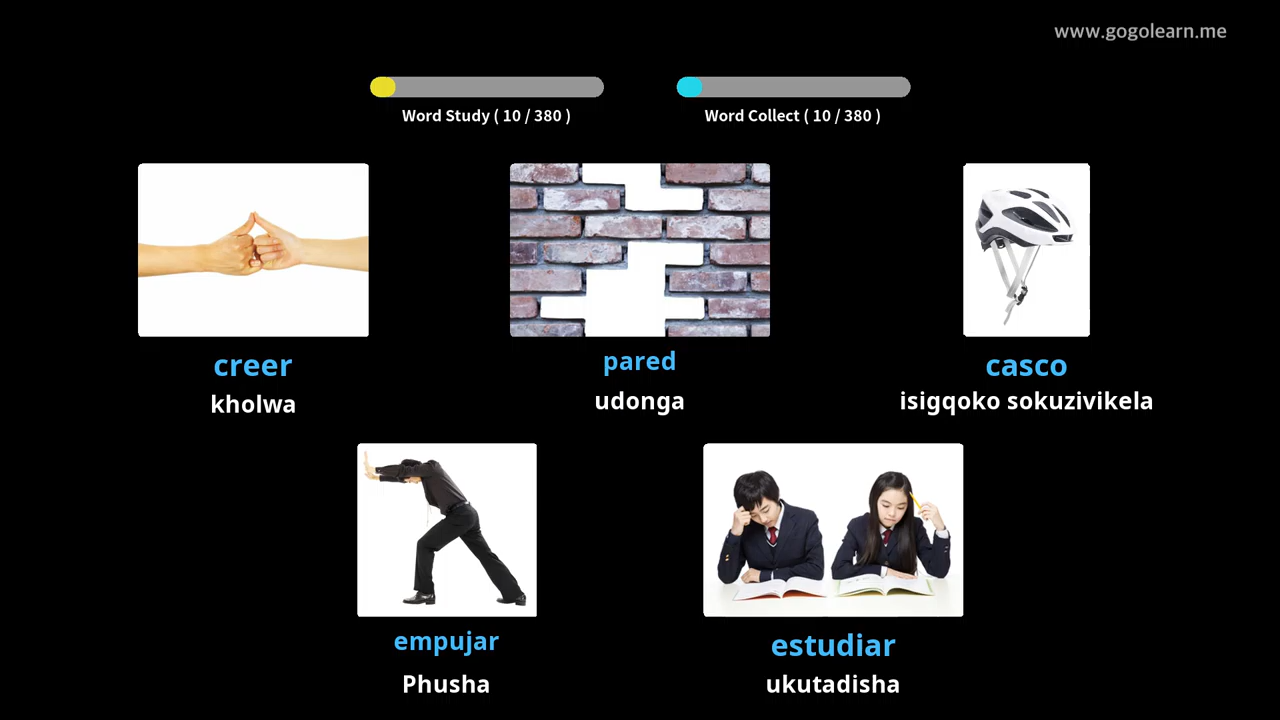 www.gogolearn.me
Word Study ( 10 / 380 )
Word Collect ( 10 / 380 )
creer
kholwa
pared
udonga
casco
isigqoko sokuzivikela
empujar
Phusha
estudiar
ukutadisha